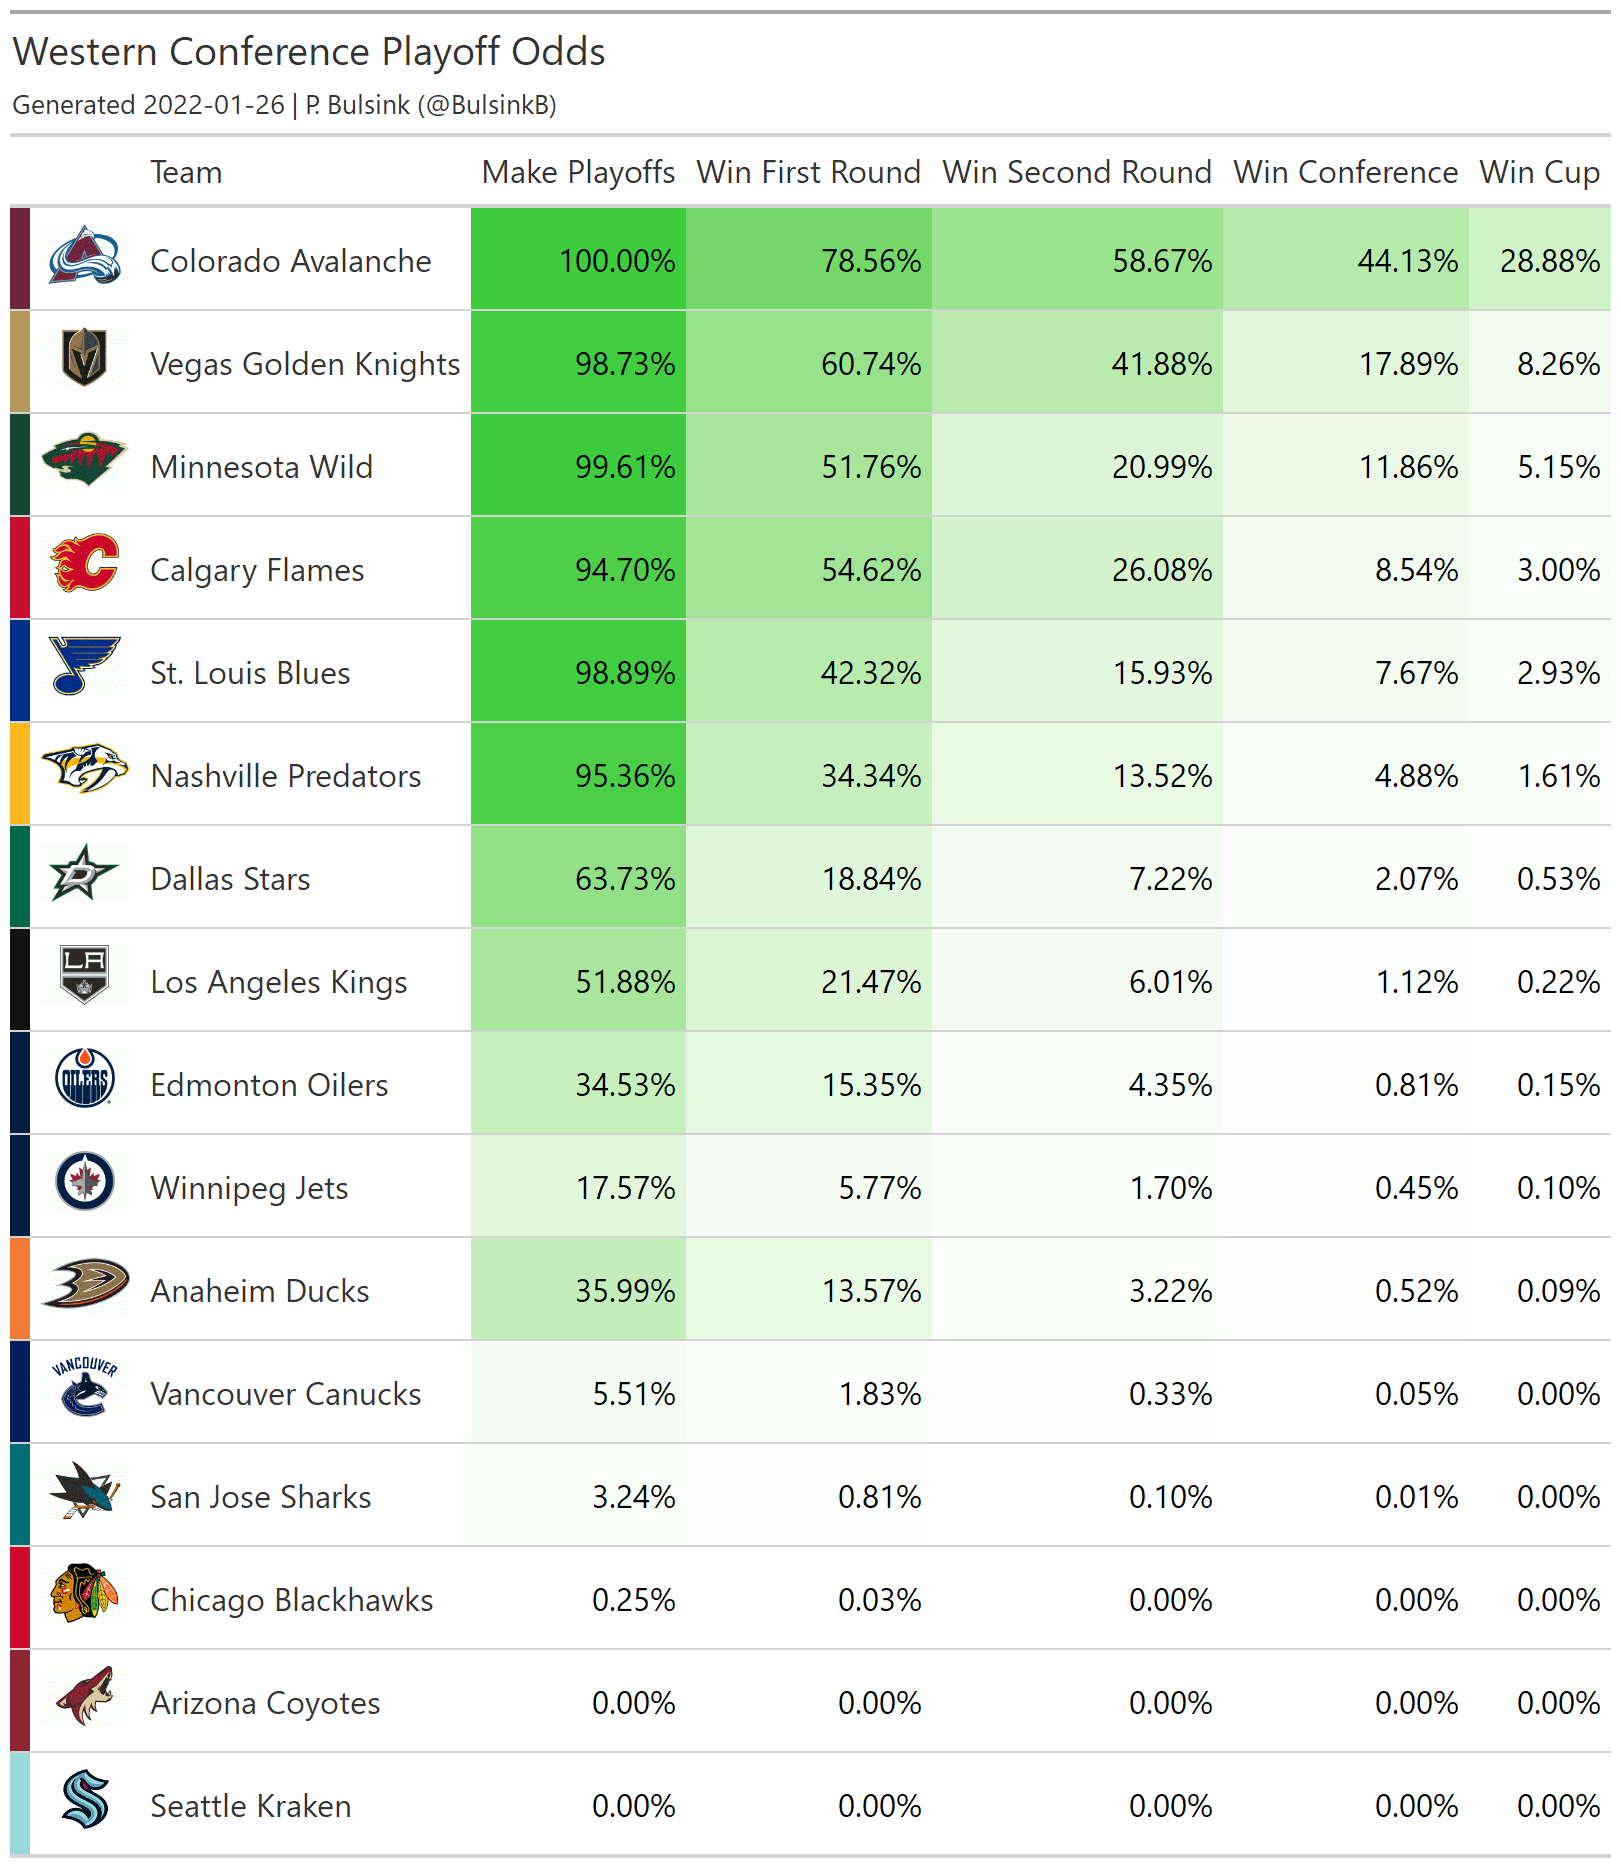 Western Conference Playoff Odds
Generated 2022-01-26 | P. Bulsink (@BulsinkB)
Team Make Playoffs Win First Round Win Second Round Win Conference Win Cup
Colorado Avalanche 100.00% 78.56% 58.67% 44.13% 28.88%
Vegas Golden Knights 98.73% 60.74% 41.88% 17.89% 8.26%
Minnesota Wild 99.61% 51.76% 20.99% 11.86% 5.15%
Calgary Flames 94.70% 54.62% 26.08% 8.54% 3.00%
St. Louis Blues 98.89% 42.32% 15.93% 7.67% 2.93%
Nashville Predators 95.36% 34.34% 13.52% 4.88% 1.61%
Dallas Stars 63.73% 18.84% 7.22% 2.07% 0.53%
LA Los Angeles Kings 51.88% 21.47% 6.01% 1.12% 0.22%
OILERS Edmonton Oilers 34.53% 15.35% 4.35% 0.81% 0.15%
Winnipeg Jets 17.57% 5.77% 1.70% 0.45% 0.10%
Anaheim Ducks 35.99% 13.57% 3.22% 0.52% 0.09%
VANCOUVER Vancouver Canucks 5.51% 1.83% 0.33% 0.05% 0.00%
San Jose Sharks 3.24% 0.81% 0.10% 0.01% 0.00%
Chicago Blackhawks 0.25% 0.03% 0.00% 0.00% 0.00%
Arizona Coyotes 0.00% 0.00% 0.00% 0.00% 0.00%
Seattle Kraken 0.00% 0.00% 0.00% 0.00% 0.00%